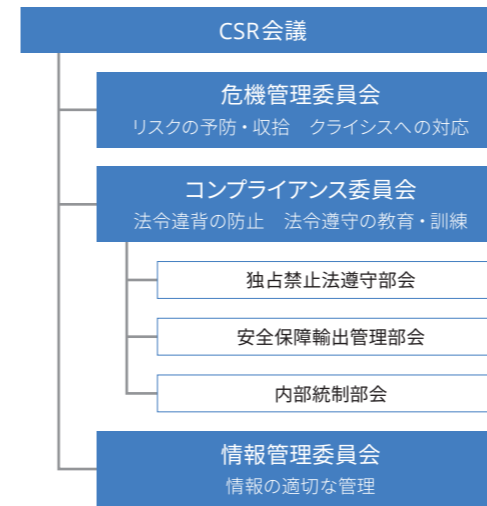 CSR会議
危機管理委員会
リスクの予防・収拾　クライシスへの対応
コンプライアンス委員会
法令違背の防止　法令遵守の教育・訓練
独占禁止法遵守部会
安全保障輸出管理部会
内部統制部会
情報管理委員会
情報の適切な管理